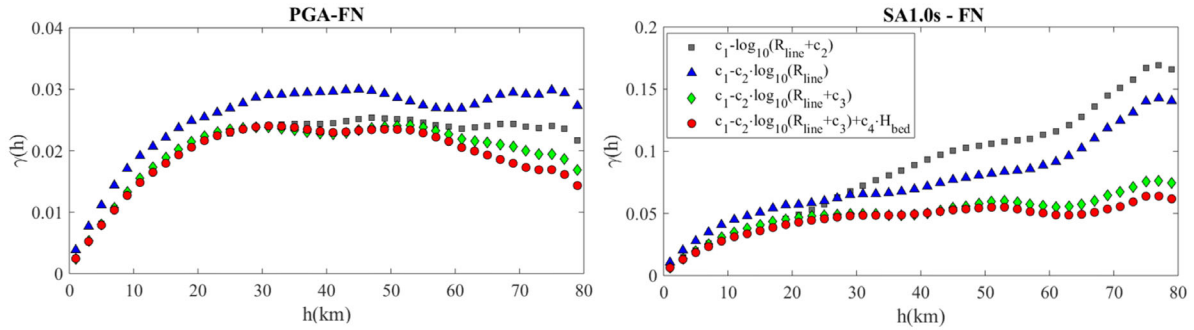 PGA-FN
0.04
0.03
0.02
0.01
0
γ(h)
0 10 20 30 40 50 60 70 80
h(km)
SA1.0s - FN
0.2
0.15
0.1
0.05
0
γ(h)
c1-log10(Rline+c2)
c1-c2·log10(Rline)
c1-c2·log10(Rline+c3)
c1-c2·log10(Rline+c3)+c4·Hbed
0 10 20 30 40 50 60 70 80
h(km)